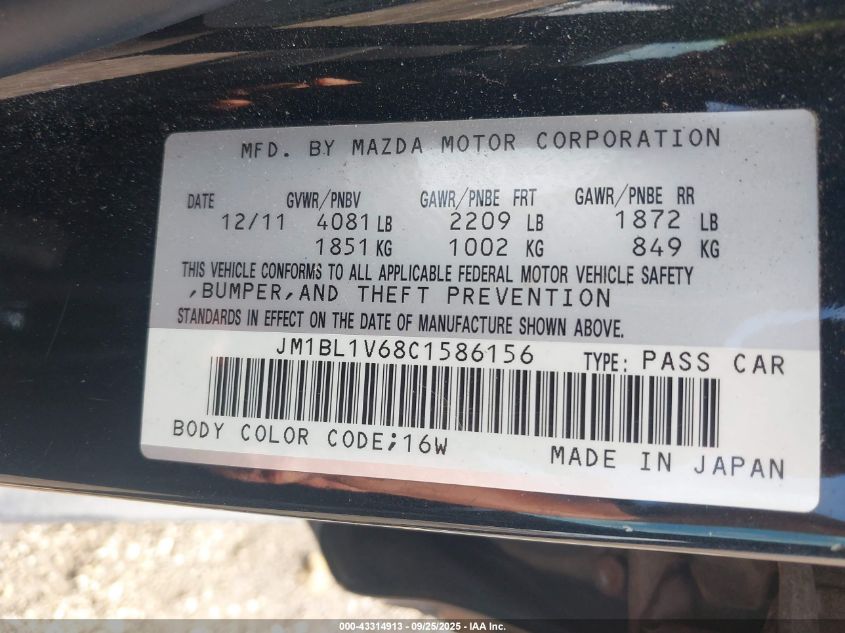 MFD. BY MAZDA MOTOR CORPORATION
DATE GVWR/PNBV GAWR/PNBE FRT GAWR/PNBE RR
12/11 4081 LB 2209 LB 1872 LB
1851 KG 1002 KG 849 KG
THIS VEHICLE CONFORMS TO ALL APPLICABLE FEDERAL MOTOR VEHICLE SAFETY
,BUMPER,AND THEFT PREVENTION
STANDARDS IN EFFECT ON THE DATE OF MANUFACTURE SHOWN ABOVE.
JM1BL1V68C1586156 TYPE: PASS CAR
BODY COLOR CODE;16W MADE IN JAPAN
000-43314913 - 09/25/2025 - IAA Inc.